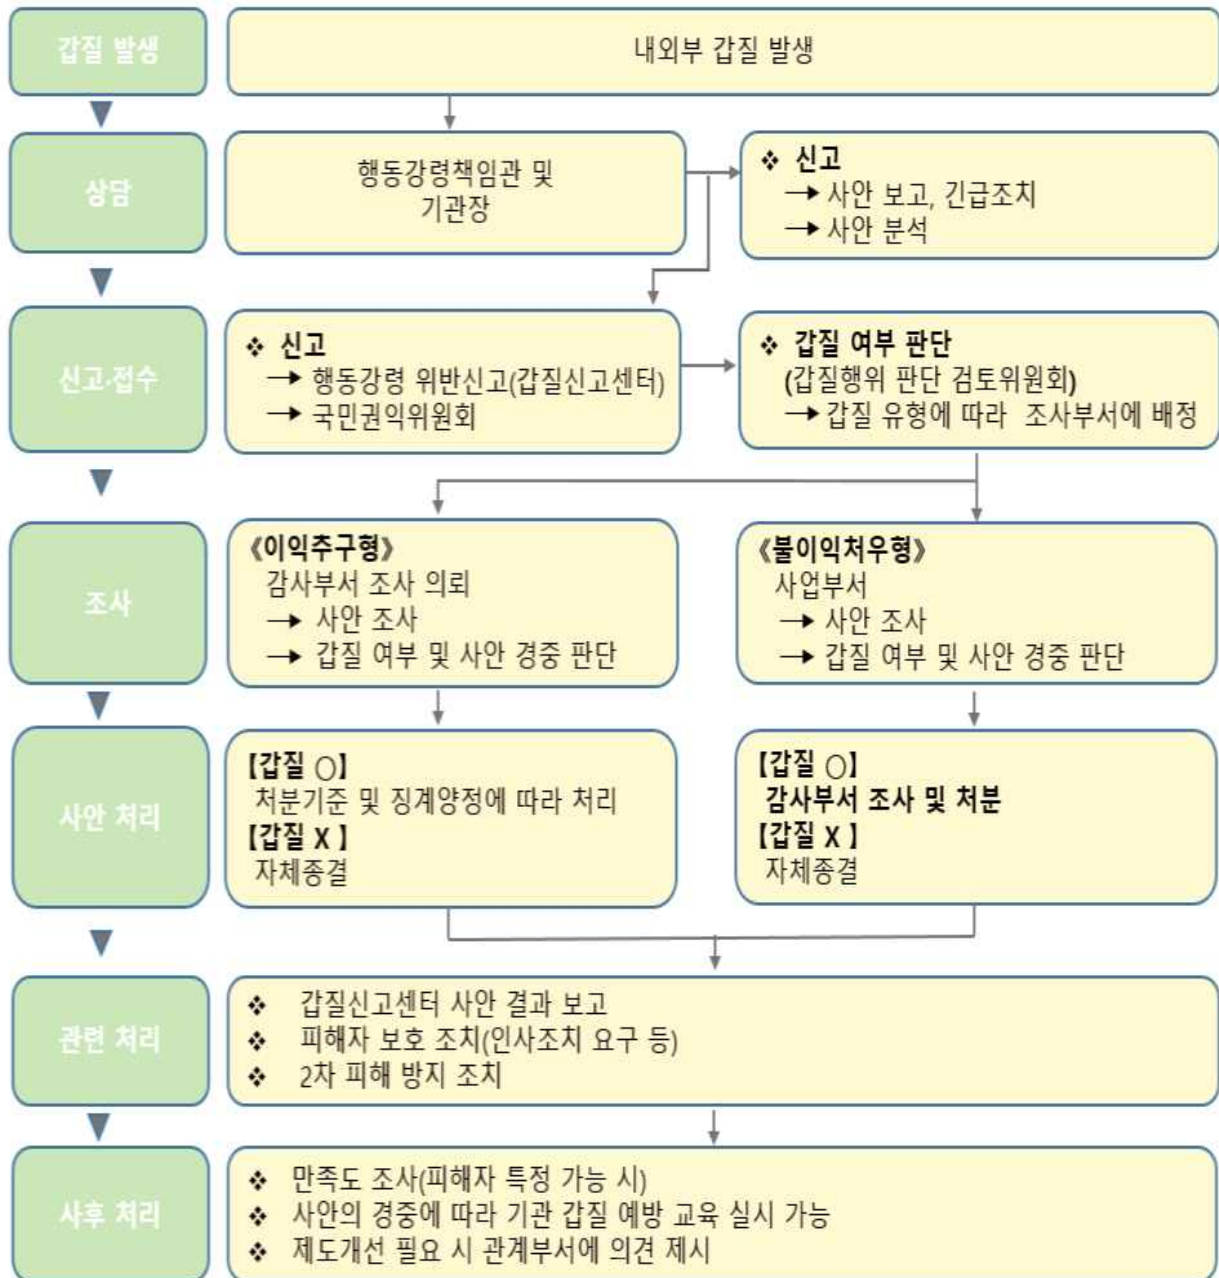 갑질 발생
내외부 갑질 발생
상담
행동강령책임관 및
기관장
❖ 신고
→ 사안 보고, 긴급조치
→ 사안 분석
신고·접수
❖ 신고
→ 행동강령 위반신고(갑질신고센터)
→ 국민권익위원회
❖ 갑질 여부 판단
(갑질행위 판단 검토위원회)
→ 갑질 유형에 따라 조사부서에 배정
조사
《이익추구형》
감사부서 조사 의뢰
→ 사안 조사
→ 갑질 여부 및 사안 경중 판단
《불이익처우형》
사업부서
→ 사안 조사
→ 갑질 여부 및 사안 경중 판단
사안 처리
【갑질 ○】
처분기준 및 징계양정에 따라 처리
【갑질 X 】
자체종결
【갑질 ○】
감사부서 조사 및 처분
【갑질 X 】
자체종결
관련 처리
❖ 갑질신고센터 사안 결과 보고
❖ 피해자 보호 조치(인사조치 요구 등)
❖ 2차 피해 방지 조치
사후 처리
❖ 만족도 조사(피해자 특정 가능 시)
❖ 사안의 경중에 따라 기관 갑질 예방 교육 실시 가능
❖ 제도개선 필요 시 관계부서에 의견 제시